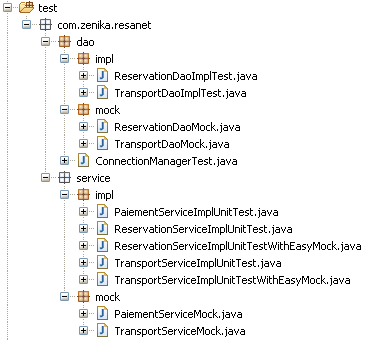 test
com.zenika.resanet
dao
impl
ReservationDaoImplTest.java
TransportDaoImplTest.java
mock
ReservationDaoMock.java
TransportDaoMock.java
ConnectionManagerTest.java
service
impl
PaiementServiceImplUnitTest.java
ReservationServiceImplUnitTest.java
ReservationServiceImplUnitTestWithEasyMock.java
TransportServiceImplUnitTest.java
TransportServiceImplUnitTestWithEasyMock.java
mock
PaiementServiceMock.java
TransportServiceMock.java